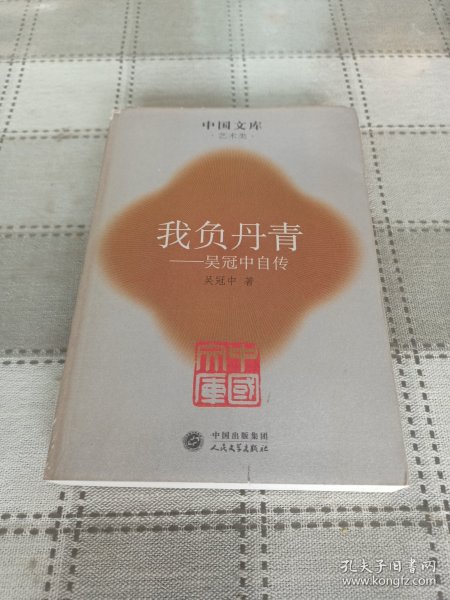 中国文库
·艺术类·
我负丹青
——吴冠中自传
吴冠中 著
中國
文庫
中国出版集团
人民文学出版社
孔夫子旧书网
www.kongfz.com